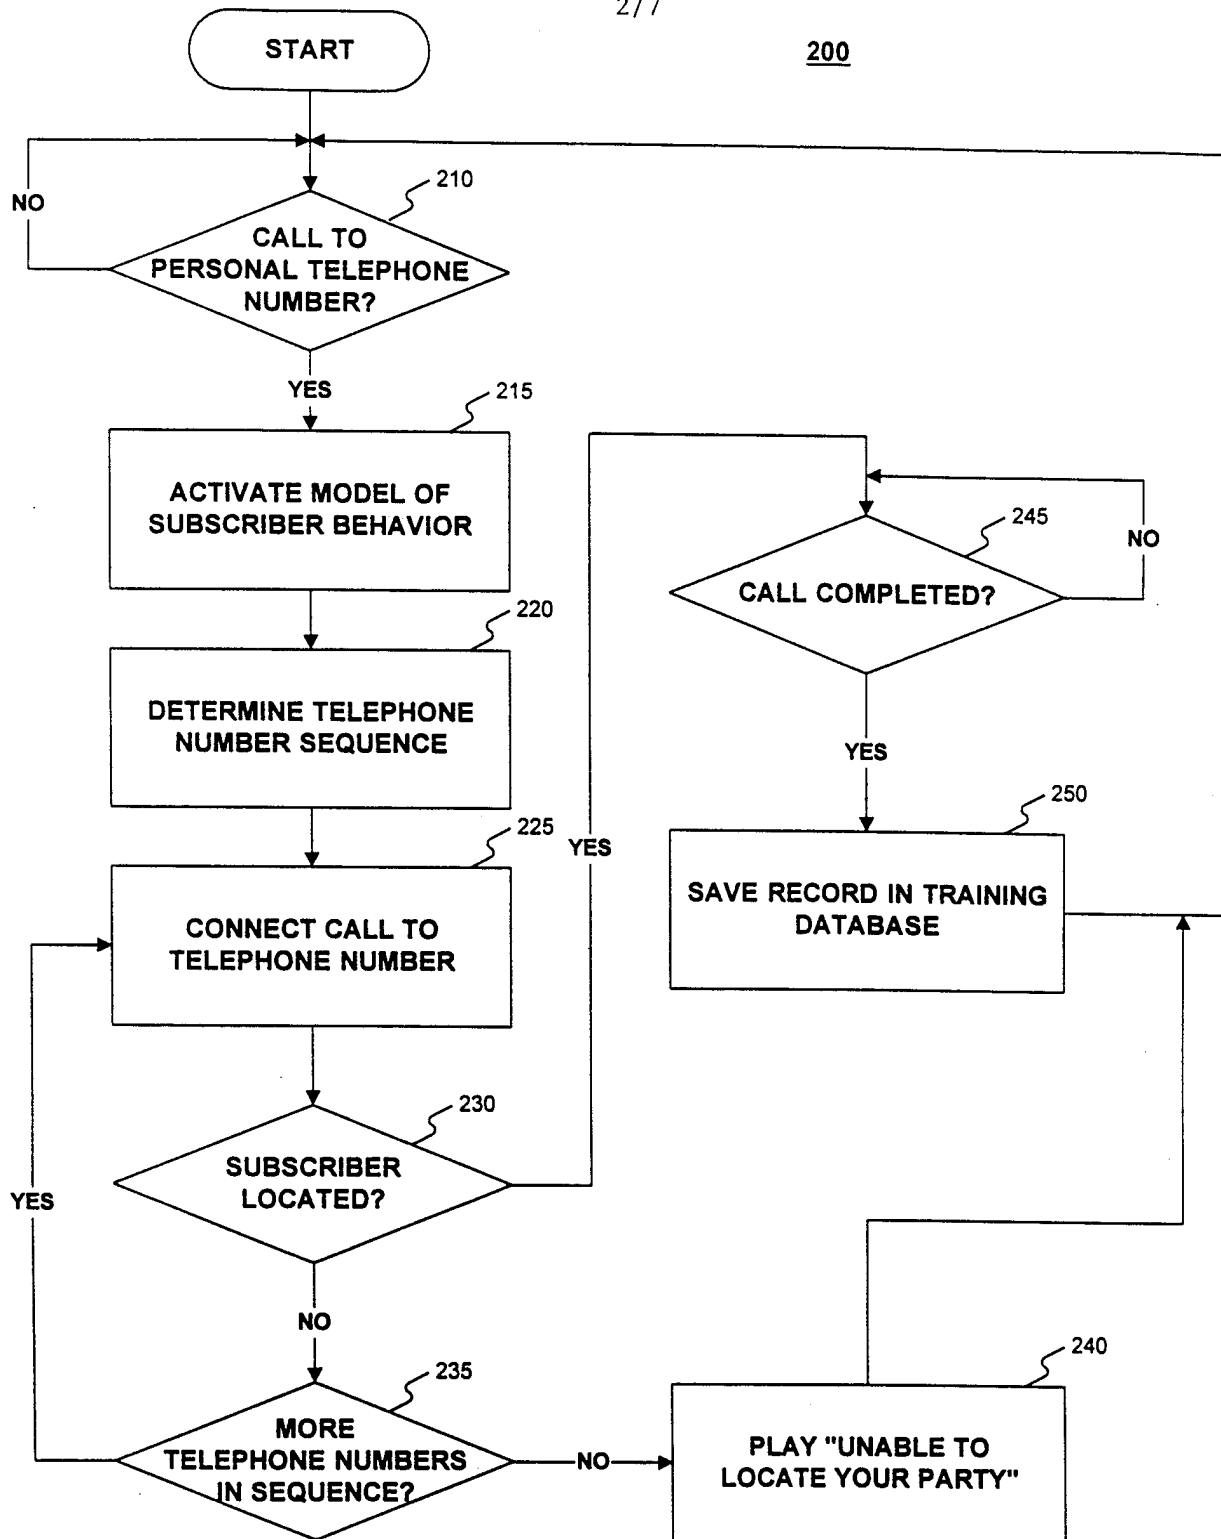 2/7
START
200
NO
210
CALL TO
PERSONAL TELEPHONE
NUMBER?
YES
215
ACTIVATE MODEL OF
SUBSCRIBER BEHAVIOR
220
DETERMINE TELEPHONE
NUMBER SEQUENCE
225
CONNECT CALL TO
TELEPHONE NUMBER
230
SUBSCRIBER
LOCATED?
YES
NO
235
MORE
TELEPHONE NUMBERS
IN SEQUENCE?
NO
240
PLAY "UNABLE TO
LOCATE YOUR PARTY"
YES
245
CALL COMPLETED?
NO
YES
250
SAVE RECORD IN TRAINING
DATABASE